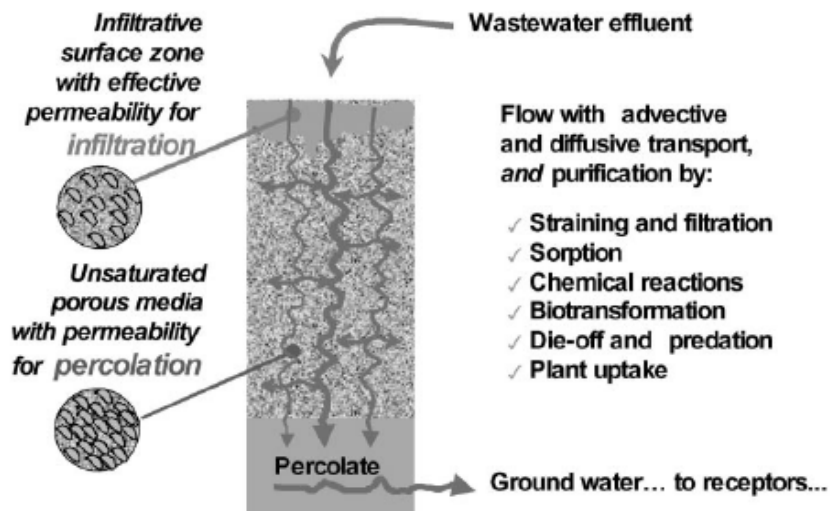 Infiltrative
surface zone
with effective
permeability for
infiltration
Unsaturated
porous media
with permeability
for percolation
Wastewater effluent
Flow with advective
and diffusive transport,
and purification by:
✓ Straining and filtration
✓ Sorption
✓ Chemical reactions
✓ Biotransformation
✓ Die-off and predation
✓ Plant uptake
Percolate
Ground water... to receptors...